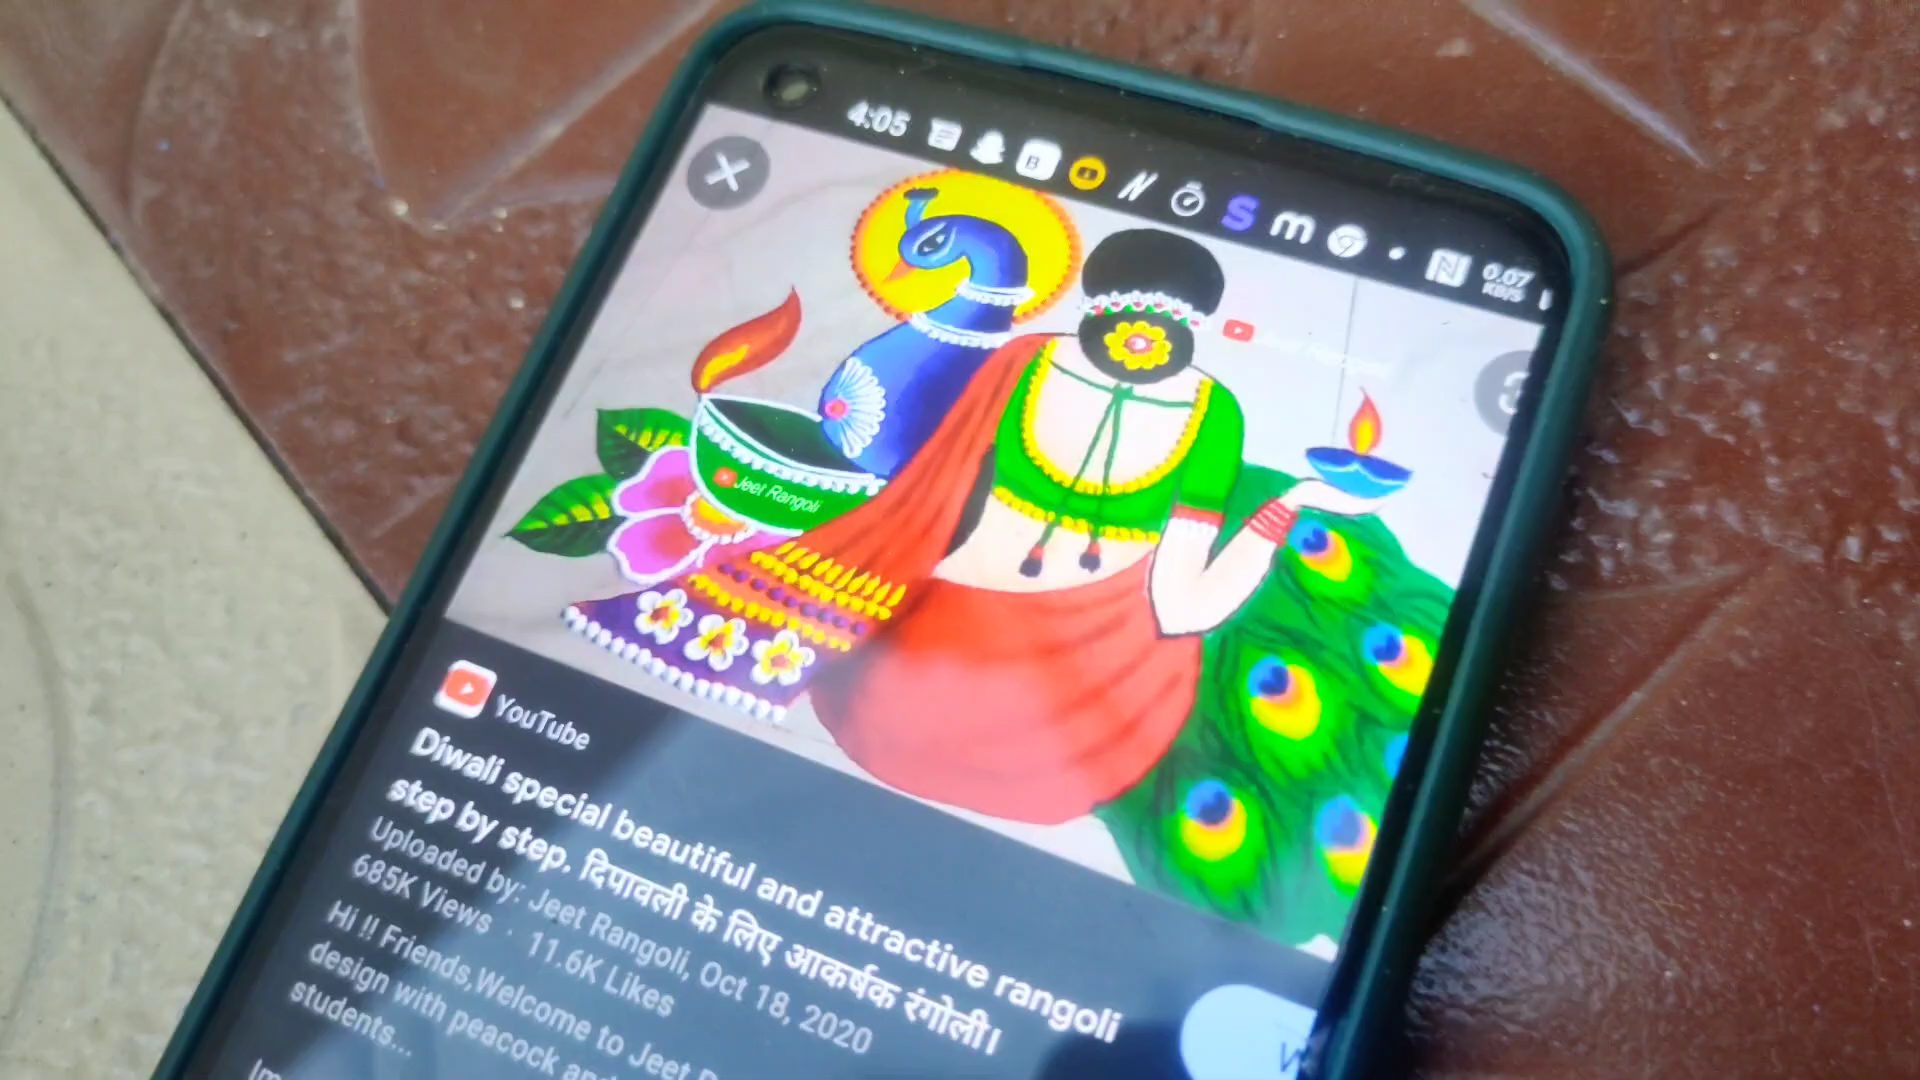 4:05
B
S m
0.07
KB/S
Jeet Rangoli
YouTube
Diwali special beautiful and attractive rangoli
step by step. दिपावली के लिए आकर्षक रंगोली।
Uploaded by: Jeet Rangoli, Oct 18, 2020
685K Views · 11.6K Likes
Hi !! Friends,Welcome to Jeet
design with peacock and
students...